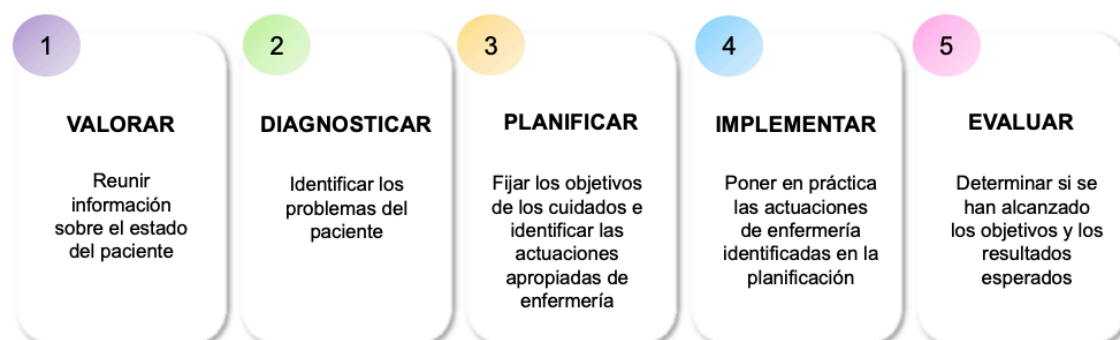 1
VALORAR
Reunir
información
sobre el estado
del paciente
2
DIAGNOSTICAR
Identificar los
problemas del
paciente
3
PLANIFICAR
Fijar los objetivos
de los cuidados e
identificar las
actuaciones
apropiadas de
enfermería
4
IMPLEMENTAR
Poner en práctica
las actuaciones
de enfermería
identificadas en la
planificación
5
EVALUAR
Determinar si se
han alcanzado
los objetivos y los
resultados
esperados